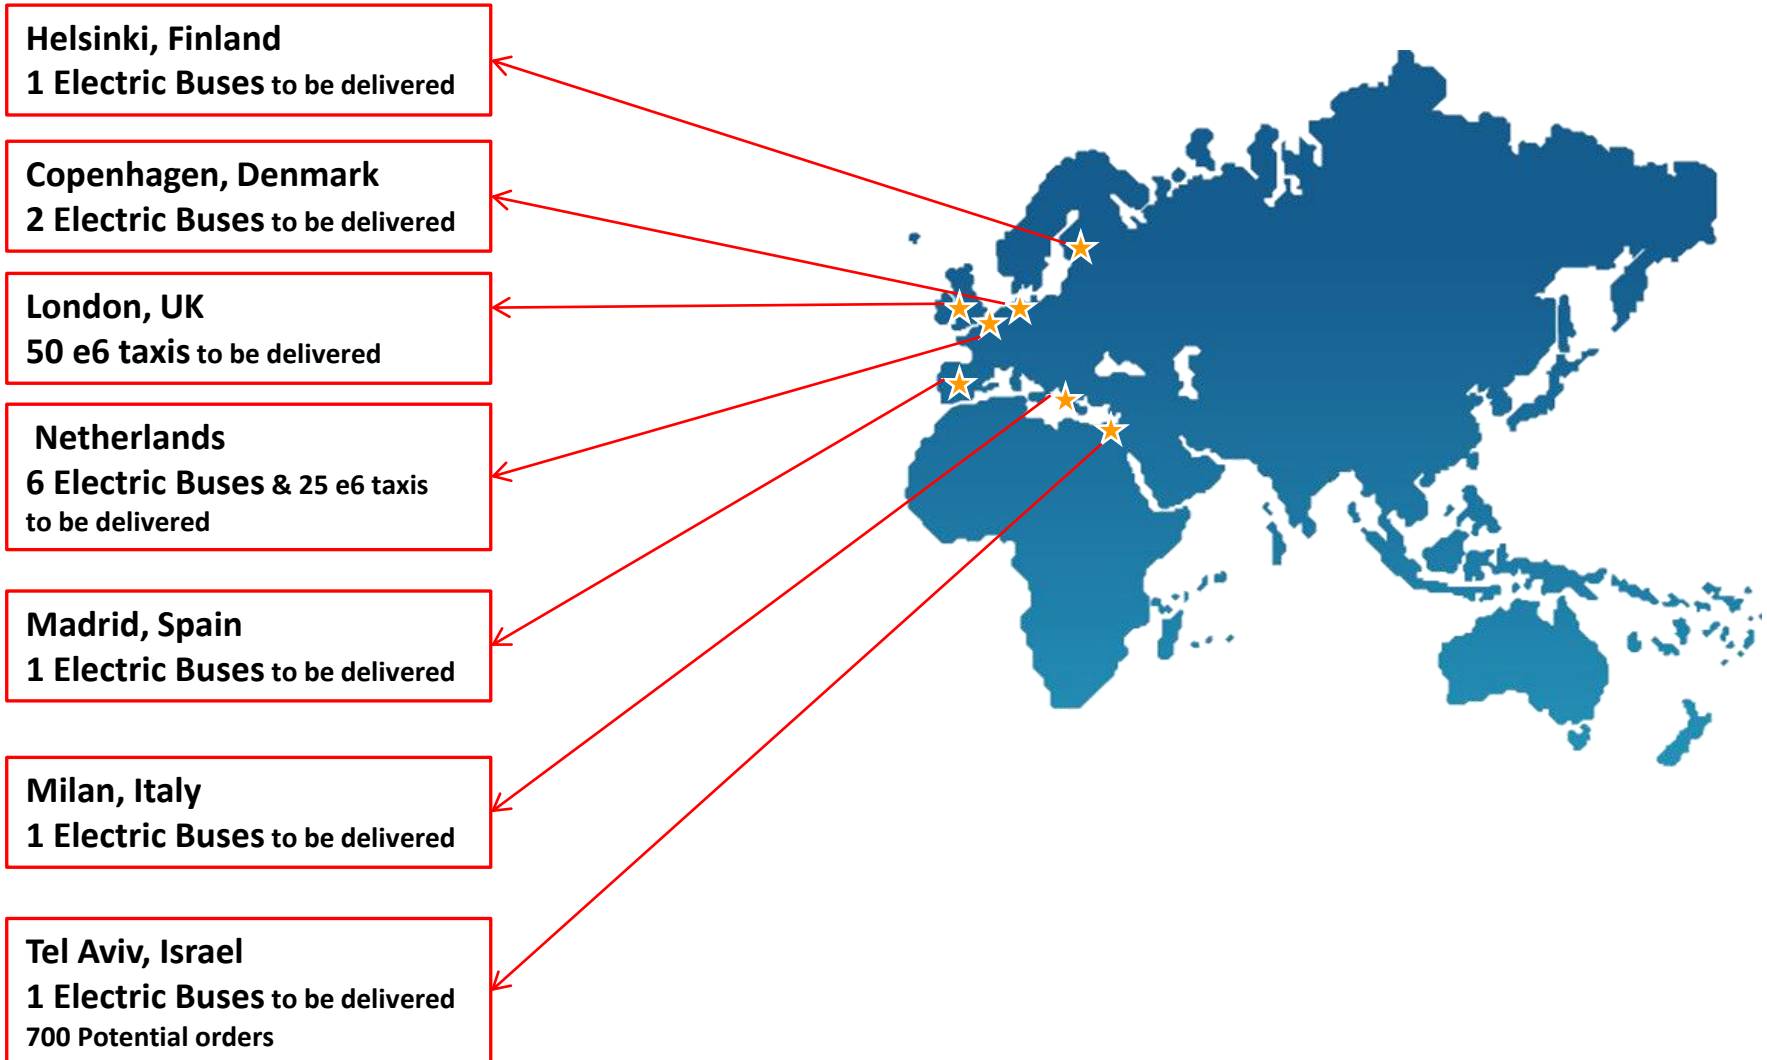 Helsinki, Finland
1 Electric Buses to be delivered
Copenhagen, Denmark
2 Electric Buses to be delivered
London, UK
50 e6 taxis to be delivered
Netherlands
6 Electric Buses & 25 e6 taxis
to be delivered
Madrid, Spain
1 Electric Buses to be delivered
Milan, Italy
1 Electric Buses to be delivered
Tel Aviv, Israel
1 Electric Buses to be delivered
700 Potential orders